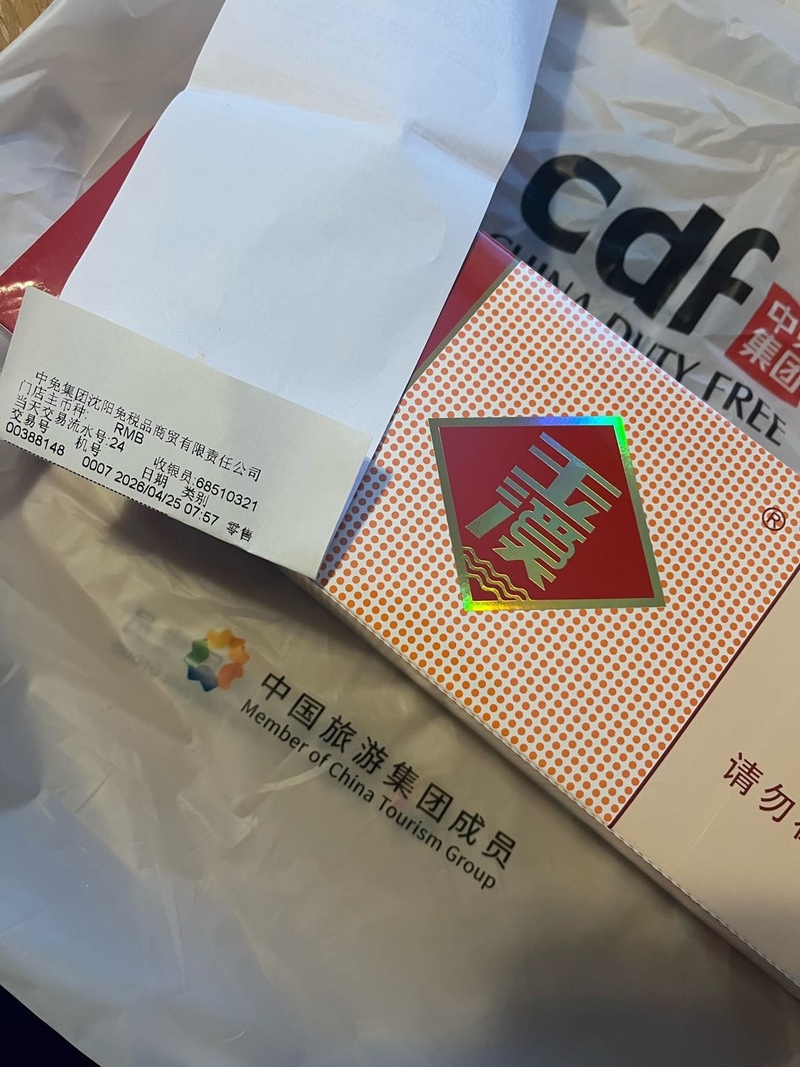 cdf
CHINA DUTY FREE
中免
集团
中免集团沈阳免税品商贸有限责任公司
门店主币种: RMB
当天交易流水号:24 收银员:68510321
交易号 机号 日期 类别
00388148 0007 2026/04/25 07:57 零售
玉溪
®
请勿在
中国旅游集团成员
Member of China Tourism Group